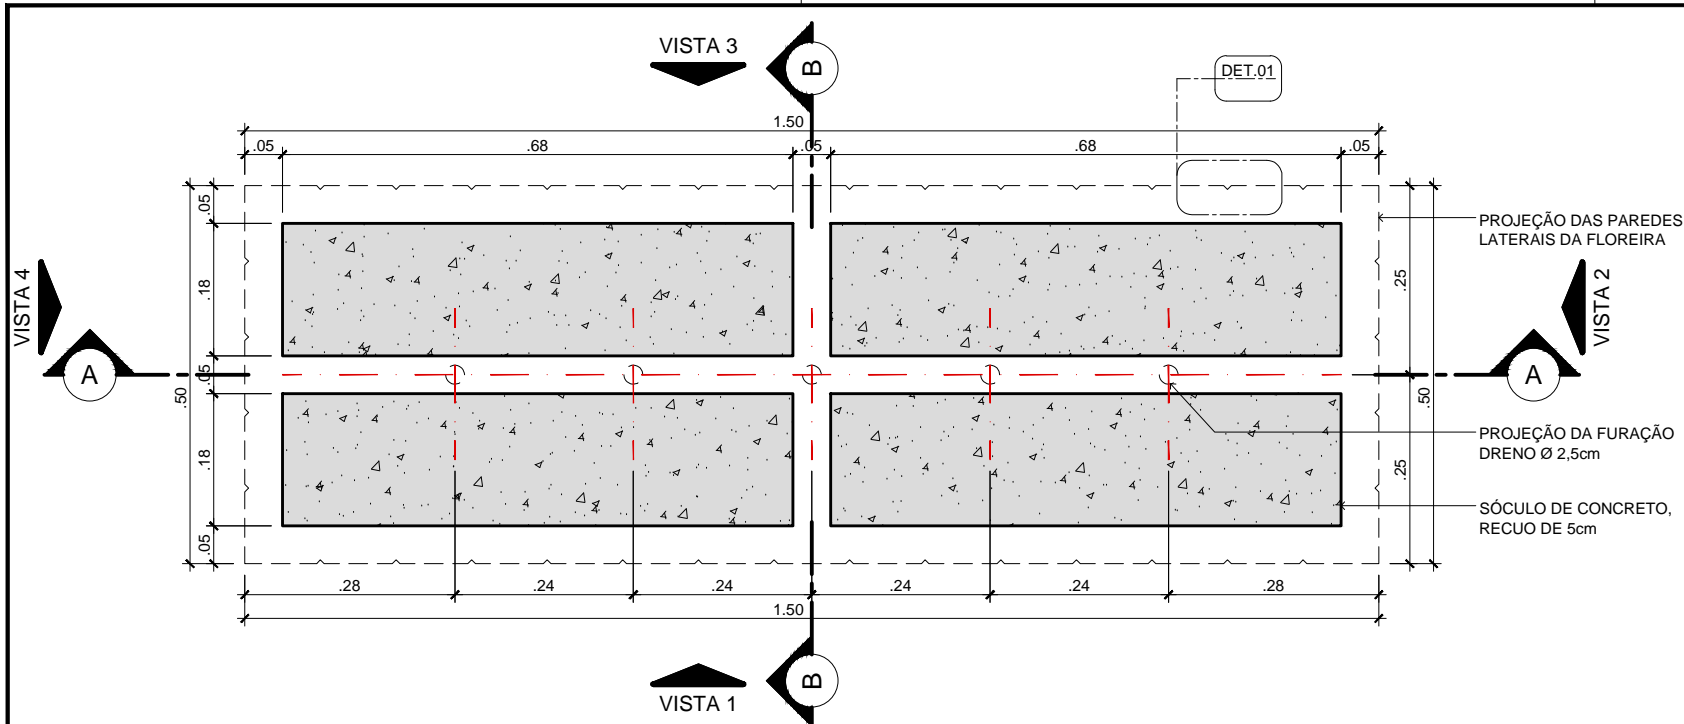 VISTA 3
B
DET.01
1.50
.05
.68
.05
.68
.05
.05
.18
.05
.18
.05
.50
.25
.25
.50
PROJEÇÃO DAS PAREDES
LATERAIS DA FLOREIRA
VISTA 4
A
VISTA 2
A
PROJEÇÃO DA FURAÇÃO
DRENO Ø 2,5cm
SÓCULO DE CONCRETO,
RECUO DE 5cm
.28
.24
.24
.24
.24
.28
1.50
B
VISTA 1